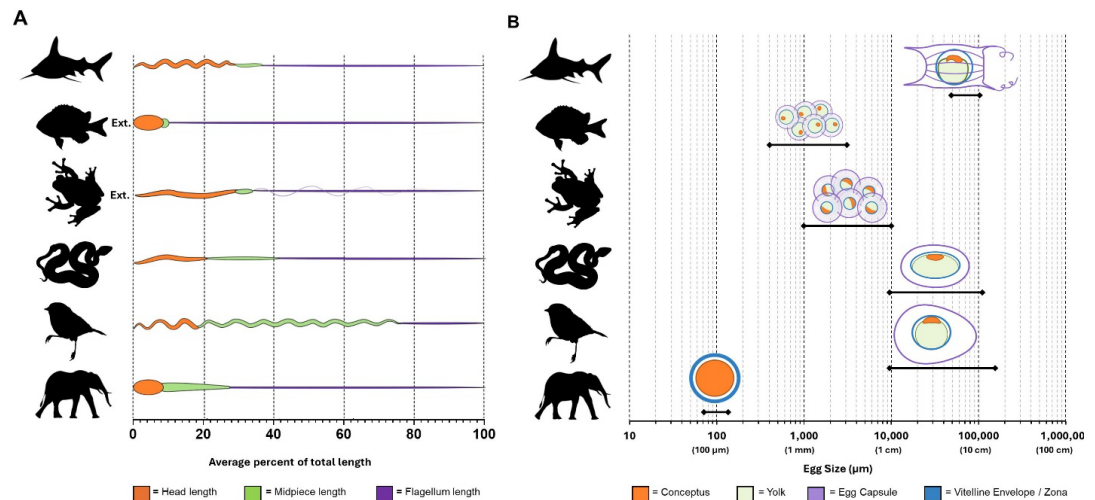 A
B
Ext.
Ext.
0 20 40 60 80 100
Average percent of total length
= Head length = Midpiece length = Flagellum length
10 100 1,000 10,000 100,000 1,000,00
(100 µm) (1 mm) (1 cm) (10 cm) (100 cm)
Egg Size (µm)
= Conceptus = Yolk = Egg Capsule = Vitelline Envelope / Zona